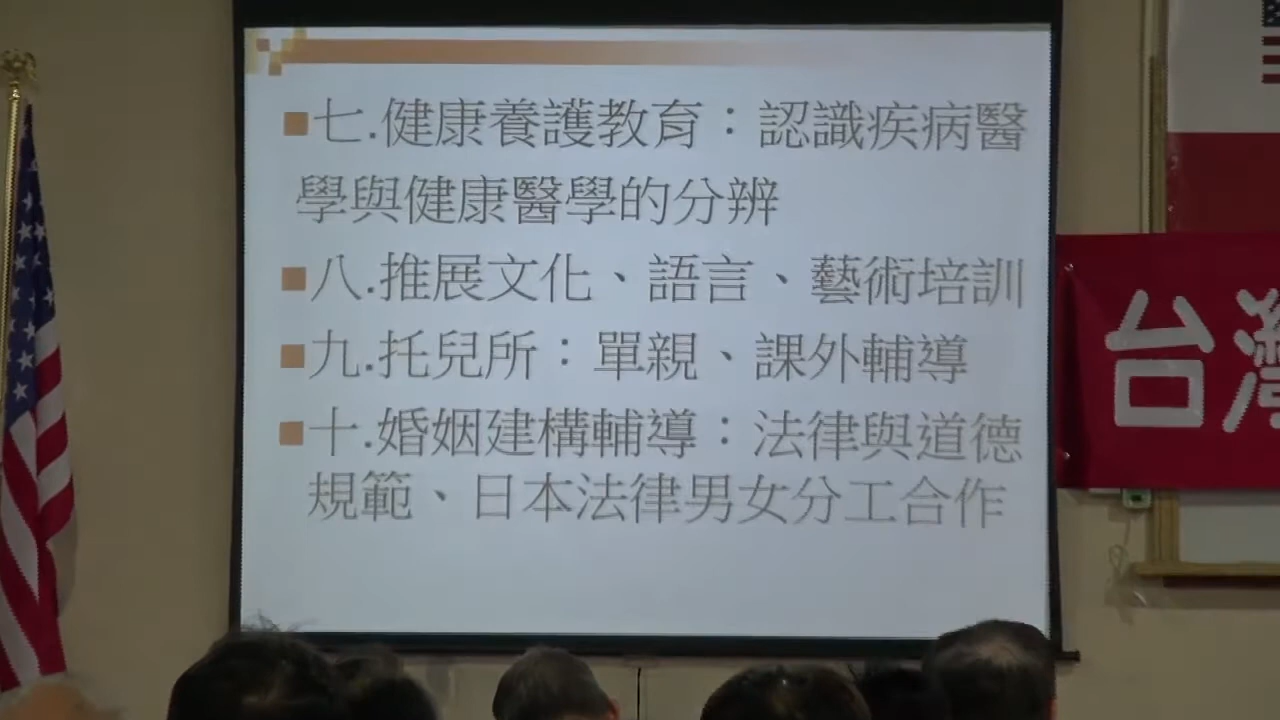 七.健康養護教育：認識疾病醫
學與健康醫學的分辨
八.推展文化、語言、藝術培訓
九.托兒所：單親、課外輔導
十.婚姻建構輔導：法律與道德
規範、日本法律男女分工合作
台灣